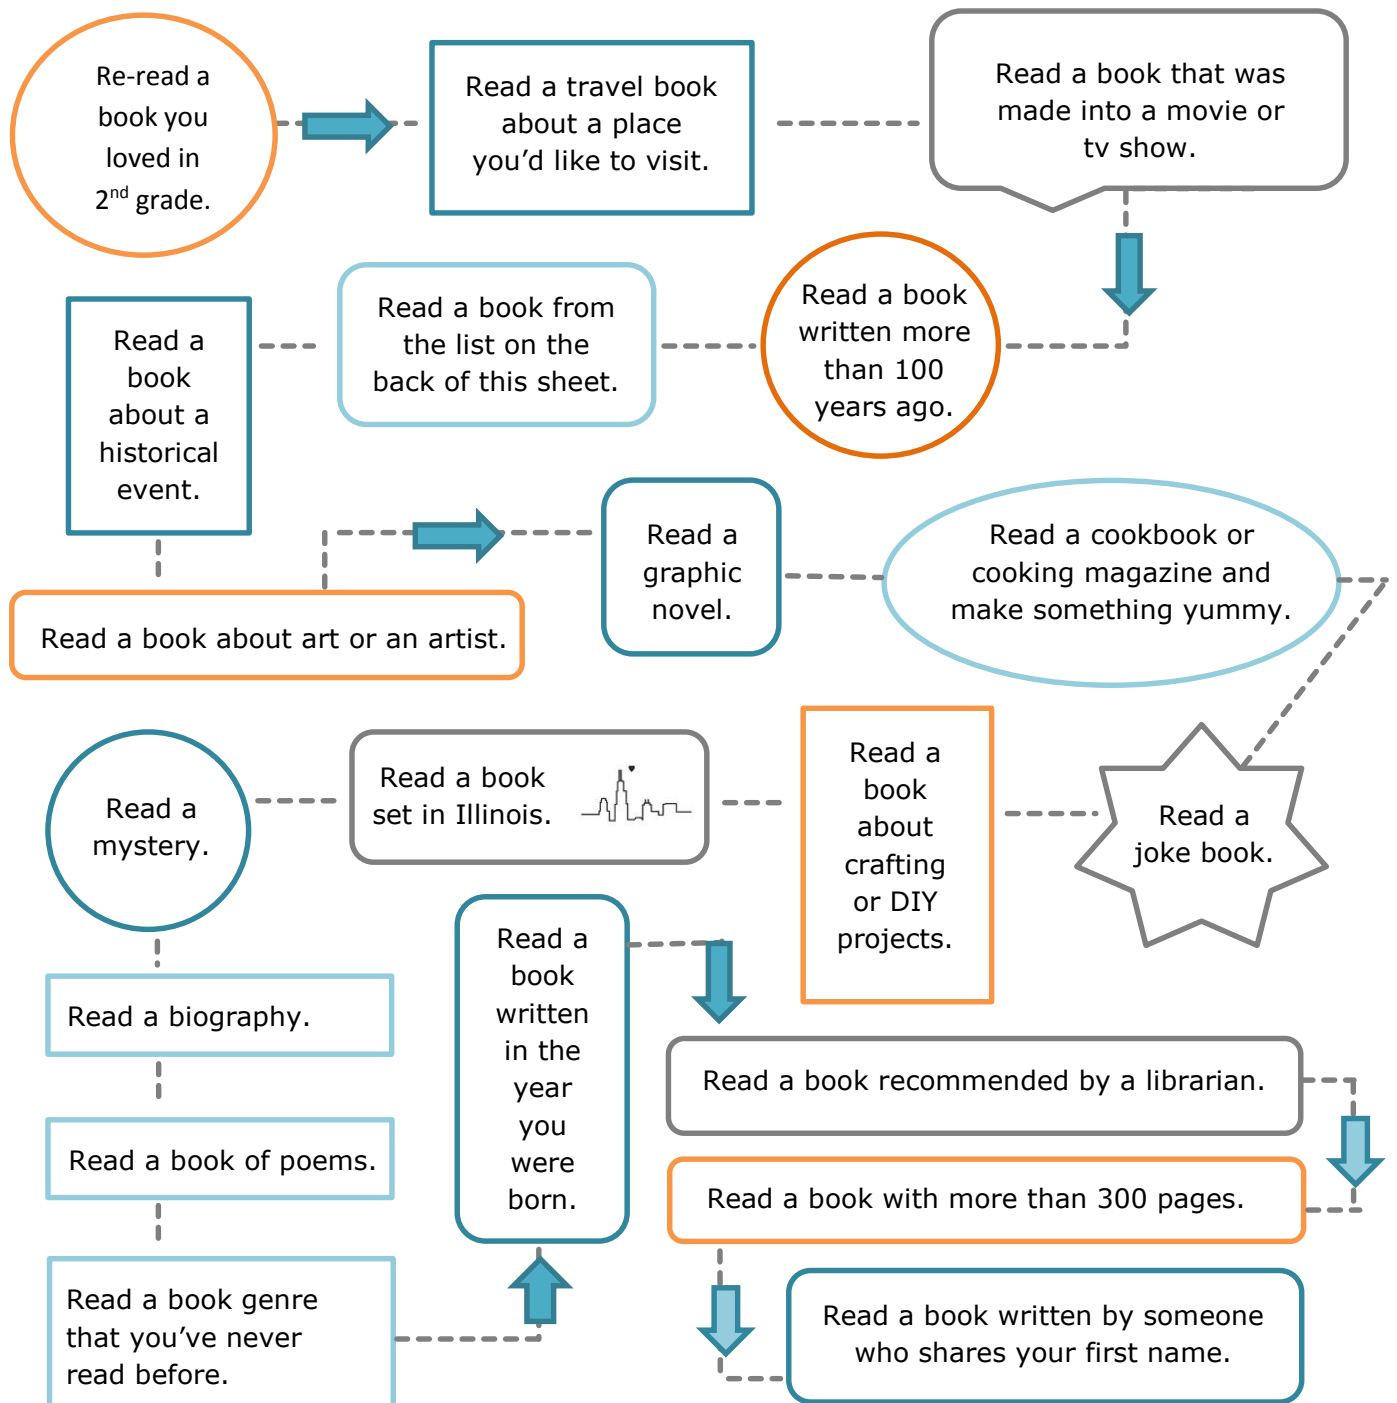 Re-read a
book you
loved in
2nd grade.
Read a travel book
about a place
you’d like to visit.
Read a book that was
made into a movie or
tv show.
Read a book
written more
than 100
years ago.
Read a book from
the list on the
back of this sheet.
Read a
book
about a
historical
event.
Read a book about art or an artist.
Read a
graphic
novel.
Read a cookbook or
cooking magazine and
make something yummy.
Read a
joke book.
Read a
book
about
crafting
or DIY
projects.
Read a book
set in Illinois.
Read a
mystery.
Read a biography.
Read a book of poems.
Read a book genre
that you’ve never
read before.
Read a
book
written
in the
year
you
were
born.
Read a book recommended by a librarian.
Read a book with more than 300 pages.
Read a book written by someone
who shares your first name.